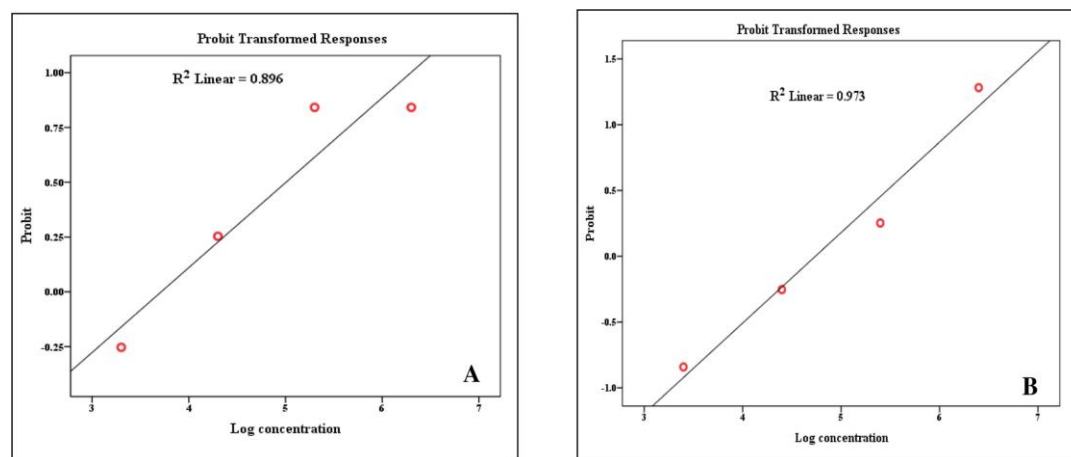 Probit Transformed Responses
R² Linear = 0.896
1.00
0.75
0.50
0.25
0.00
-0.25
Probit
3 4 5 6 7
Log concentration
A
Probit Transformed Responses
R² Linear = 0.973
1.5
1.0
0.5
0.0
-0.5
-1.0
Probit
3 4 5 6 7
Log concentration
B